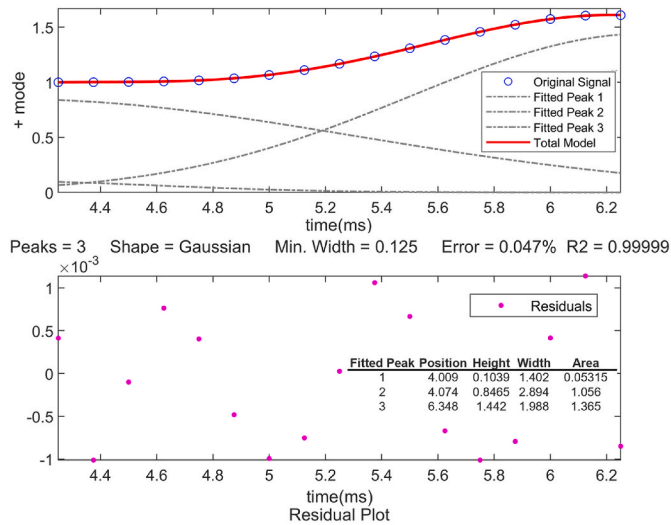 1.5
1
0.5
0
+ mode
Original Signal
Fitted Peak 1
Fitted Peak 2
Fitted Peak 3
Total Model
4.4 4.6 4.8 5 5.2 5.4 5.6 5.8 6 6.2
time(ms)
Peaks = 3 Shape = Gaussian Min. Width = 0.125 Error = 0.047% R2 = 0.99999
×10⁻³
1
0.5
0
-0.5
-1
Residuals
Fitted Peak Position Height Width Area
1 4.009 0.1039 1.402 0.05315
2 4.074 0.8465 2.894 1.056
3 6.348 1.442 1.988 1.365
4.4 4.6 4.8 5 5.2 5.4 5.6 5.8 6 6.2
time(ms)
Residual Plot